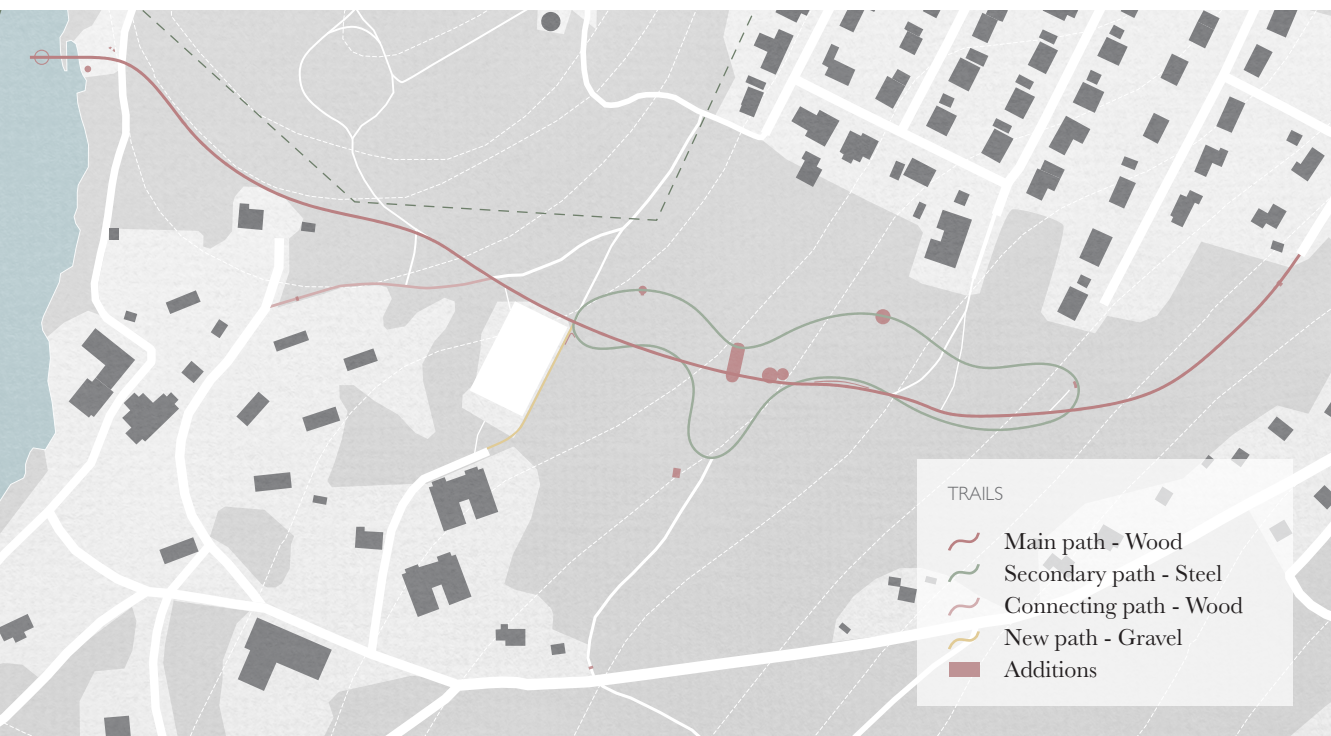 TRAILS
Main path - Wood
Secondary path - Steel
Connecting path - Wood
New path - Gravel
Additions